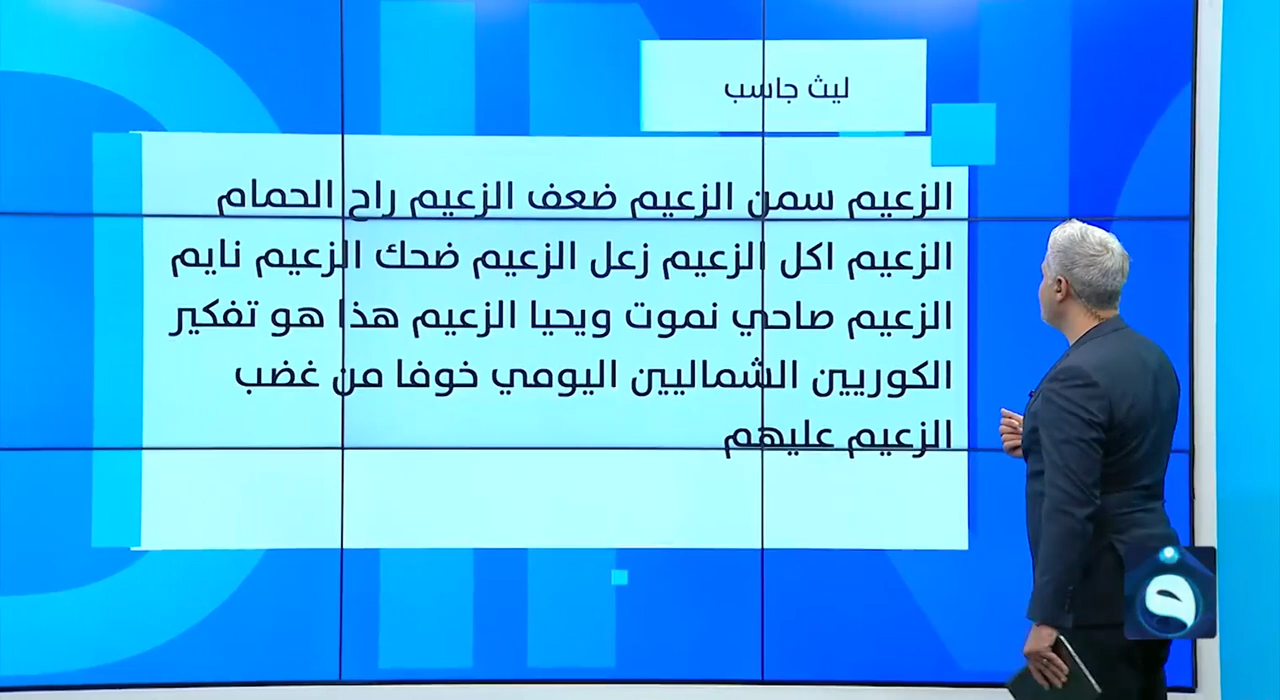 ليث جاسب
الزعيم سمن الزعيم ضعف الزعيم راح الحمام
الزعيم اكل الزعيم زعل الزعيم ضحك الزعيم نايم
الزعيم صاحي نموت ويحيا الزعيم هذا هو تفكير
الكوريين الشماليين اليومي خوفا من غضب
الزعيم عليهم